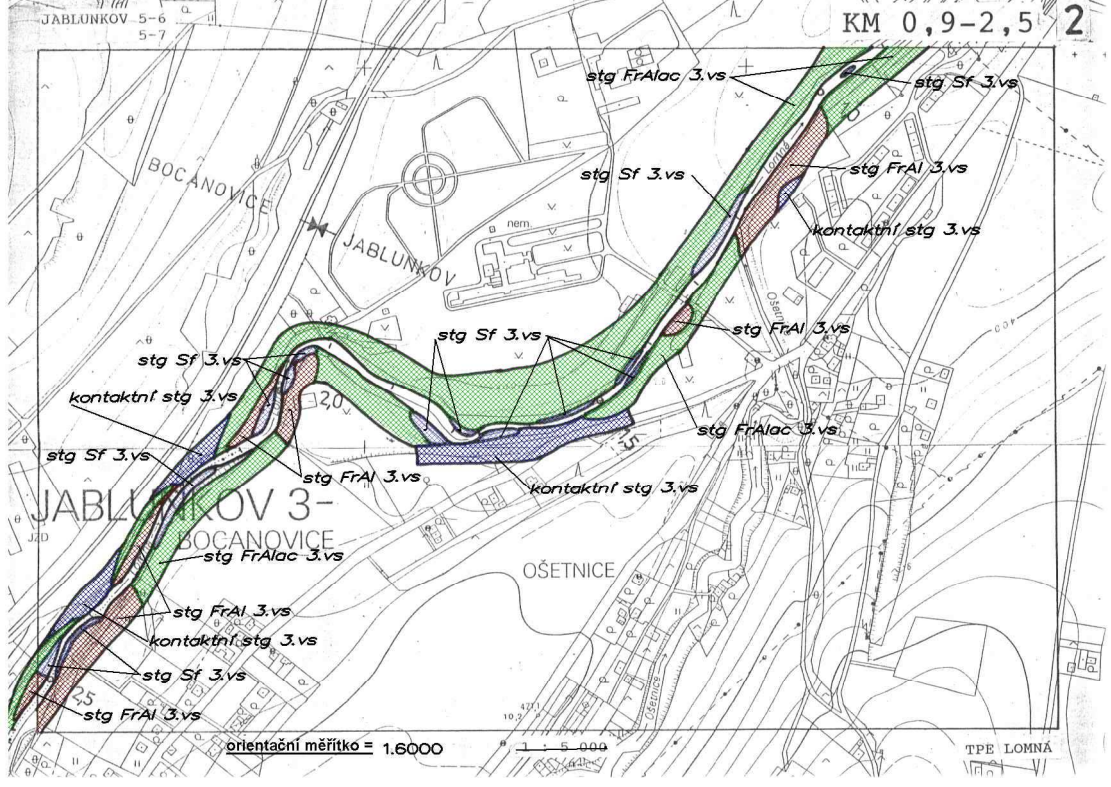 JABLUNKOV 5-6
5-7
KM 0,9-2,5
2
stg FrAlac 3.vs
stg Sf 3.vs
20
Lomná
stg FrAl 3.vs
stg Sf 3.vs
BOCANOVICE
JABLUNKOV
nem.
kontaktní stg 3.vs
Ošetnice
400
stg FrAl 3.vs
stg Sf 3.vs
stg Sf 3.vs
kontaktní stg 3.vs
2,0
stg FrAlac 3.vs
stg Sf 3.vs
stg FrAl 3.vs
kontaktní stg 3.vs
JABLUNKOV 3-
BOCANOVICE
JZD
stg FrAlac 3.vs
OŠETNICE
stg FrAl 3.vs
kontaktní stg 3.vs
stg Sf 3.vs
Ošetnice
2,5
stg FrAl 3.vs
orientační měřítko = 1.6000
1 : 5 000
TPE LOMNÁ